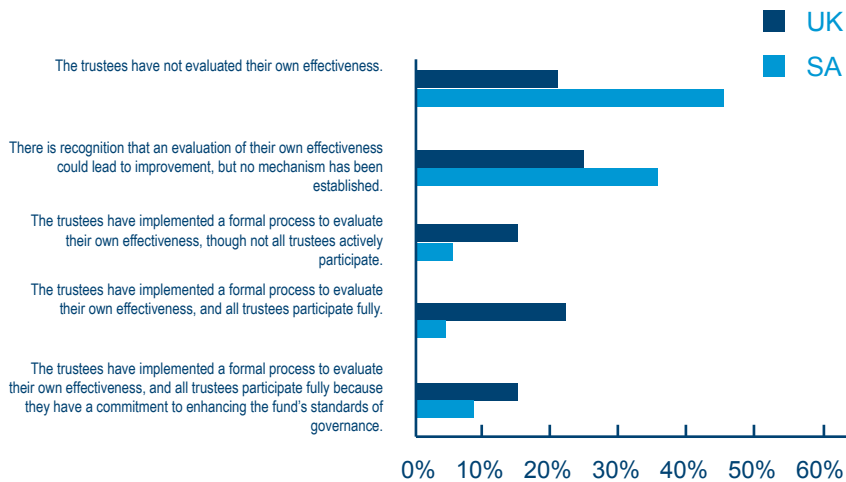 UK
SA
The trustees have not evaluated their own effectiveness.
There is recognition that an evaluation of their own effectiveness
could lead to improvement, but no mechanism has been
established.
The trustees have implemented a formal process to evaluate
their own effectiveness, though not all trustees actively
participate.
The trustees have implemented a formal process to evaluate
their own effectiveness, and all trustees participate fully.
The trustees have implemented a formal process to evaluate
their own effectiveness, and all trustees participate fully because
they have a commitment to enhancing the fund's standards of
governance.
0% 10% 20% 30% 40% 50% 60%